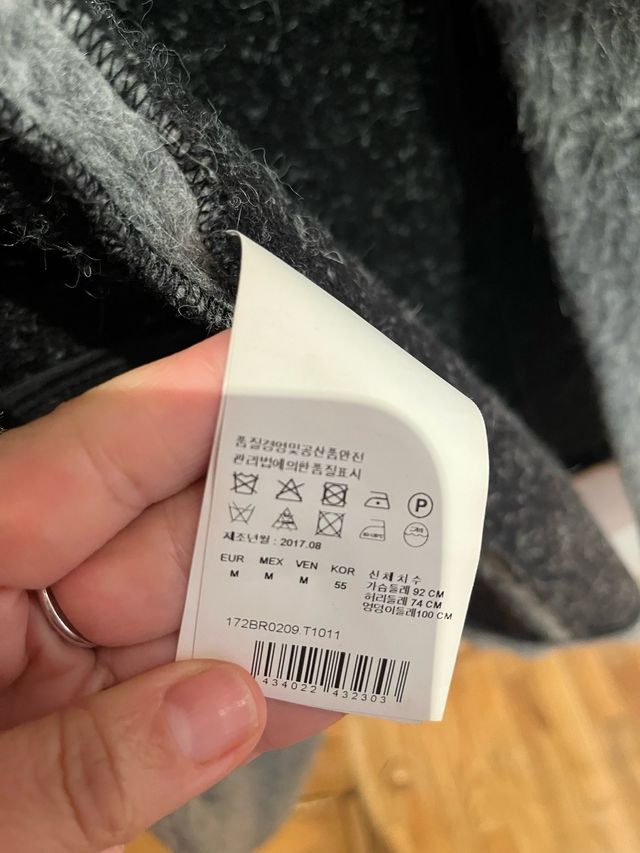 품질경영및공산품안전
관리법에의한품질표시
P
제조년월 : 2017.08
EUR MEX VEN KOR
M M M 55
신체치수
가슴둘레 92 CM
허리둘레 74 CM
엉덩이둘레100 CM
172BR0209.T1011
434022 432303